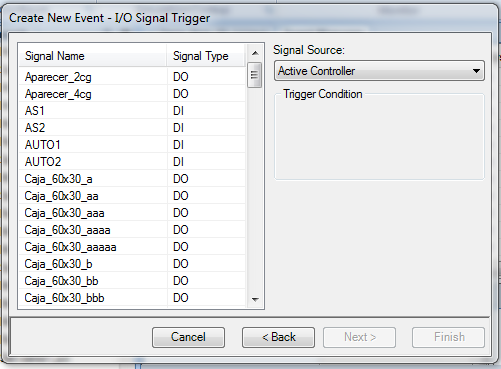 Create New Event - I/O Signal Trigger
Signal Name Signal Type
Aparecer_2cg DO
Aparecer_4cg DO
AS1 DI
AS2 DI
AUTO1 DI
AUTO2 DI
Caja_60x30_a DO
Caja_60x30_aa DO
Caja_60x30_aaa DO
Caja_60x30_aaaa DO
Caja_60x30_aaaaa DO
Caja_60x30_b DO
Caja_60x30_bb DO
Caja_60x30_bbb DO
Signal Source:
Active Controller
Trigger Condition
Cancel < Back Next > Finish